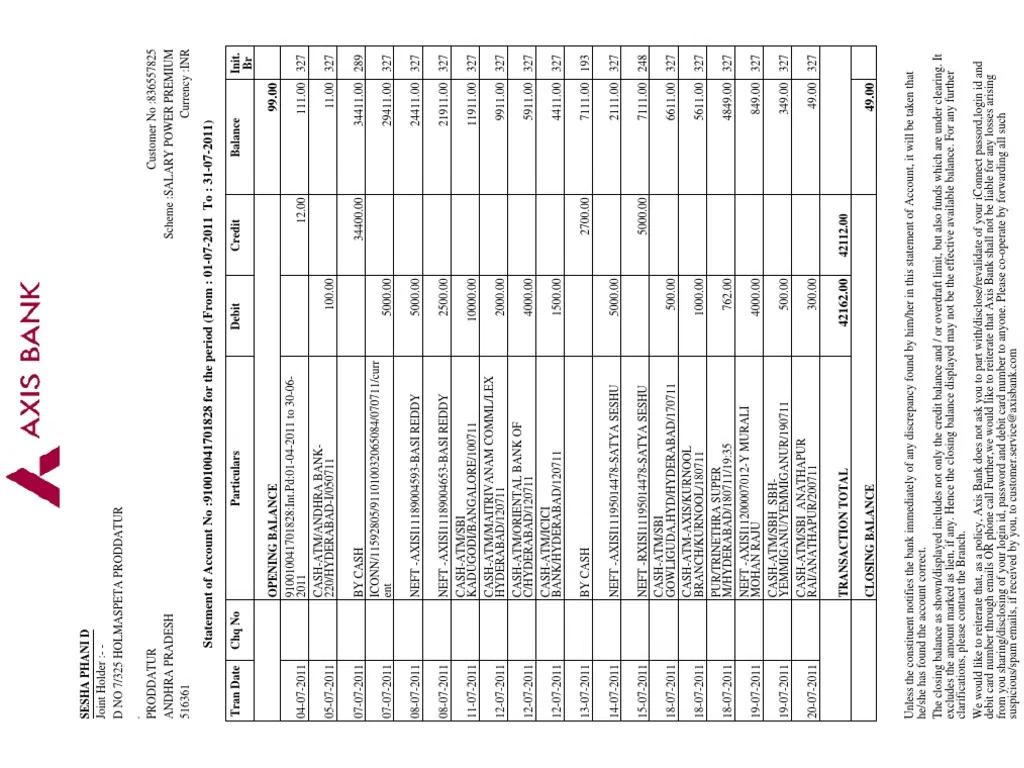 AXIS BANK
SESHA PHANI D
Joint Holder :- -
D NO 7/325 HOLMASPETA PRODDATUR
.
PRODDATUR Customer No :836557825
ANDHRA PRADESH Scheme :SALARY POWER PREMIUM
516361 Currency :INR
Statement of Account No :910010041701828 for the period (From : 01-07-2011 To : 31-07-2011)
Tran Date Chq No Particulars Debit Credit Balance Init. Br
OPENING BALANCE 99.00
04-07-2011 910010041701828:Int.Pd:01-04-2011 to 30-06-2011 12.00 111.00 327
05-07-2011 CASH-ATM/ANDHRA BANK-220/HYDERABAD-I/050711 100.00 11.00 327
07-07-2011 BY CASH 34400.00 34411.00 289
07-07-2011 ICONN/11592805/911010032065084/070711/current 5000.00 29411.00 327
08-07-2011 NEFT -AXISI11189004593-BASI REDDY 5000.00 24411.00 327
08-07-2011 NEFT -AXISI11189004653-BASI REDDY 2500.00 21911.00 327
11-07-2011 CASH-ATM/SBI KADUGODI/BANGALORE/100711 10000.00 11911.00 327
12-07-2011 CASH-ATM/MAITRIVANAM COMML/LEX HYDERABAD/120711 2000.00 9911.00 327
12-07-2011 CASH-ATM/ORIENTAL BANK OF C/HYDERABAD/120711 4000.00 5911.00 327
12-07-2011 CASH-ATM/ICICI BANK/HYDERABAD/120711 1500.00 4411.00 327
13-07-2011 BY CASH 2700.00 7111.00 193
14-07-2011 NEFT -AXISI11195014478-SATYA SESHU 5000.00 2111.00 327
15-07-2011 NEFT -RXISI11195014478-SATYA SESHU 5000.00 7111.00 248
18-07-2011 CASH-ATM/SBI GOWLIGUDA.HYD/HYDERABAD/170711 500.00 6611.00 327
18-07-2011 CASH-ATM-AXIS/KURNOOL BRANCH/KURNOOL/180711 1000.00 5611.00 327
18-07-2011 PUR/TRINETHRA SUPER M/HYDERABAD/180711/19:35 762.00 4849.00 327
19-07-2011 NEFT -AXISI11200007012-Y MURALI MOHAN RAJU 4000.00 849.00 327
19-07-2011 CASH-ATM/SBH SBH-YEMMIGANU/YEMMIGANUR/190711 500.00 349.00 327
20-07-2011 CASH-ATM/SBI ANATHAPUR RAI/ANATHAPUR/200711 300.00 49.00 327
TRANSACTION TOTAL 42162.00 42112.00
CLOSING BALANCE 49.00
Unless the constituent notifies the bank immediately of any discrepancy found by him/her in this statement of Account, it will be taken that
he/she has found the account correct.
The closing balance as shown/displayed includes not only the credit balance and / or overdraft limit, but also funds which are under clearing. It
excludes the amount marked as lien, if any. Hence the closing balance displayed may not be the effective available balance. For any further
clarifications, please contact the Branch.
We would like to reiterate that, as a policy, Axis Bank does not ask you to part with/disclose/revalidate of your iConnect passord,login id and
debit card number through emails OR phone call Further,we would like to reiterate that Axis Bank shall not be liable for any losses arising
from you sharing/disclosing of your login id, password and debit card number to anyone. Please co-operate by forwarding all such
suspicious/spam emails, if received by you, to customer.service@axisbank.com